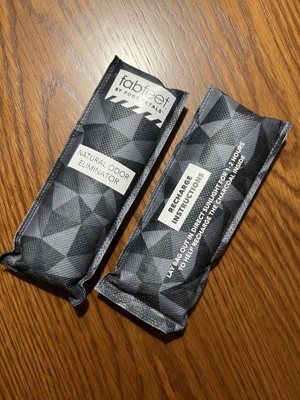 fabfeet
BY FOOT PETALS
NATURAL ODOR
ELIMINATOR
RECHARGE
INSTRUCTIONS
LAY BAG OUT IN DIRECT SUNLIGHT FOR 1-2 HOURS
TO HELP RECHARGE THE CHARCOAL INSIDE